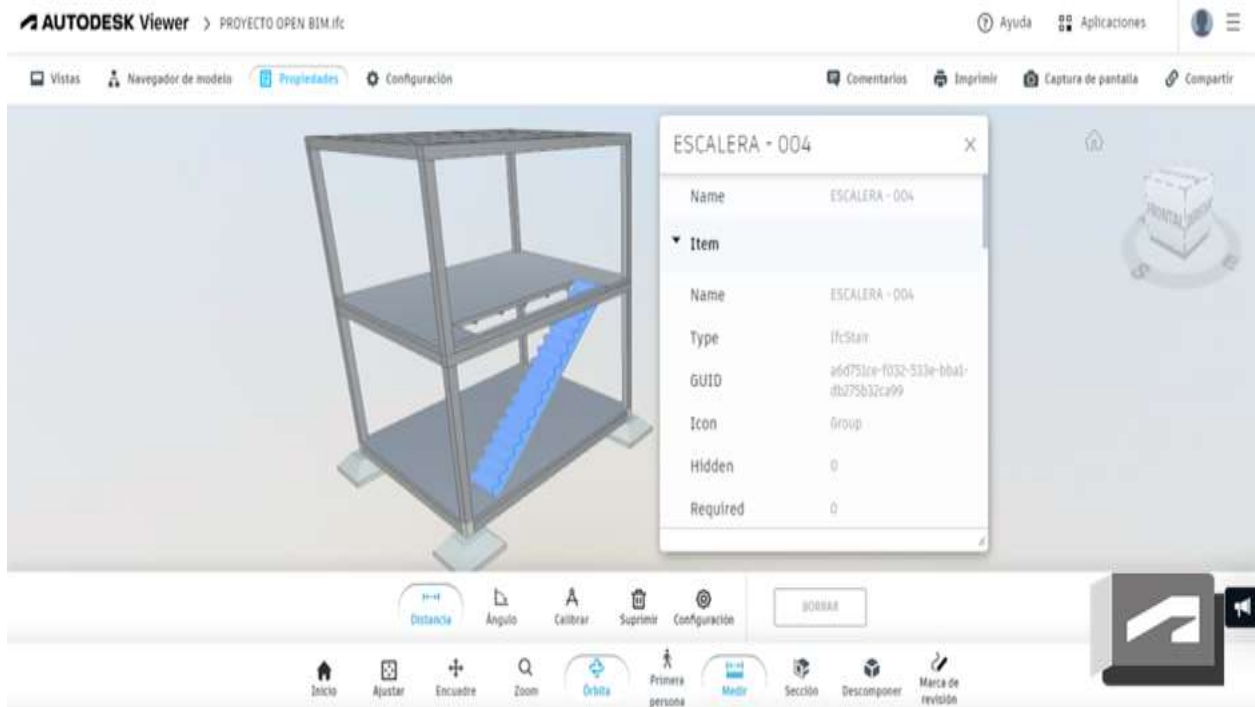 AUTODESK Viewer > PROYECTO OPEN BIM.ifc
Ayuda
Aplicaciones
Vistas
Navegador de modelo
Propiedades
Configuración
Comentarios
Imprimir
Captura de pantalla
Compartir
ESCALERA - 004
Name ESCALERA - 004
Item
Name ESCALERA - 004
Type IfcStair
GUID a6d751ce-f032-533e-bba1-
db275b32ca99
Icon Group
Hidden 0
Required 0
FRONTAL
S
Distancia
Ángulo
Calibrar
Suprimir
Configuración
BORRAR
Inicio
Ajustar
Encuadre
Zoom
Órbita
Primera
persona
Medir
Sección
Descomponer
Marca de
revisión